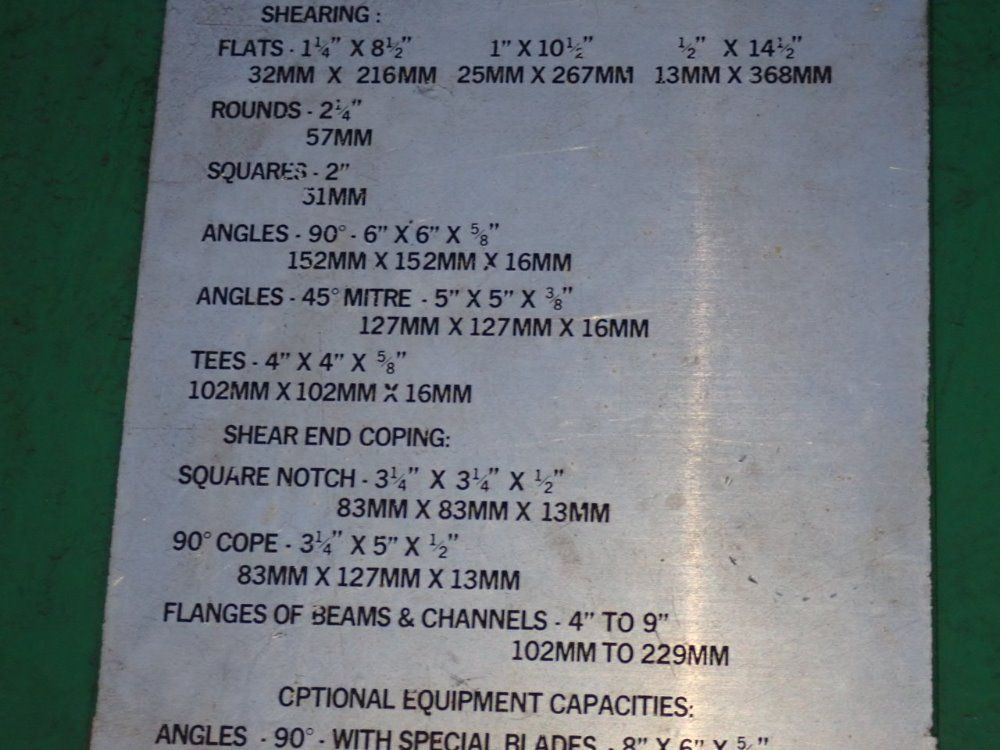 SHEARING :
FLATS - 1¼" X 8½" 1" X 10½" ½" X 14½"
32MM X 216MM 25MM X 267MM 13MM X 368MM
ROUNDS - 2¼"
57MM
SQUARES - 2"
51MM
ANGLES - 90° - 6" X 6" X ⅝"
152MM X 152MM X 16MM
ANGLES - 45° MITRE - 5" X 5" X ⅜"
127MM X 127MM X 16MM
TEES - 4" X 4" X ⅝"
102MM X 102MM X 16MM
SHEAR END COPING:
SQUARE NOTCH - 3¼" X 3¼" X ½"
83MM X 83MM X 13MM
90° COPE - 3¼" X 5" X ½"
83MM X 127MM X 13MM
FLANGES OF BEAMS & CHANNELS - 4" TO 9"
102MM TO 229MM
OPTIONAL EQUIPMENT CAPACITIES:
ANGLES - 90° - WITH SPECIAL BLADES - 8" X 6" X